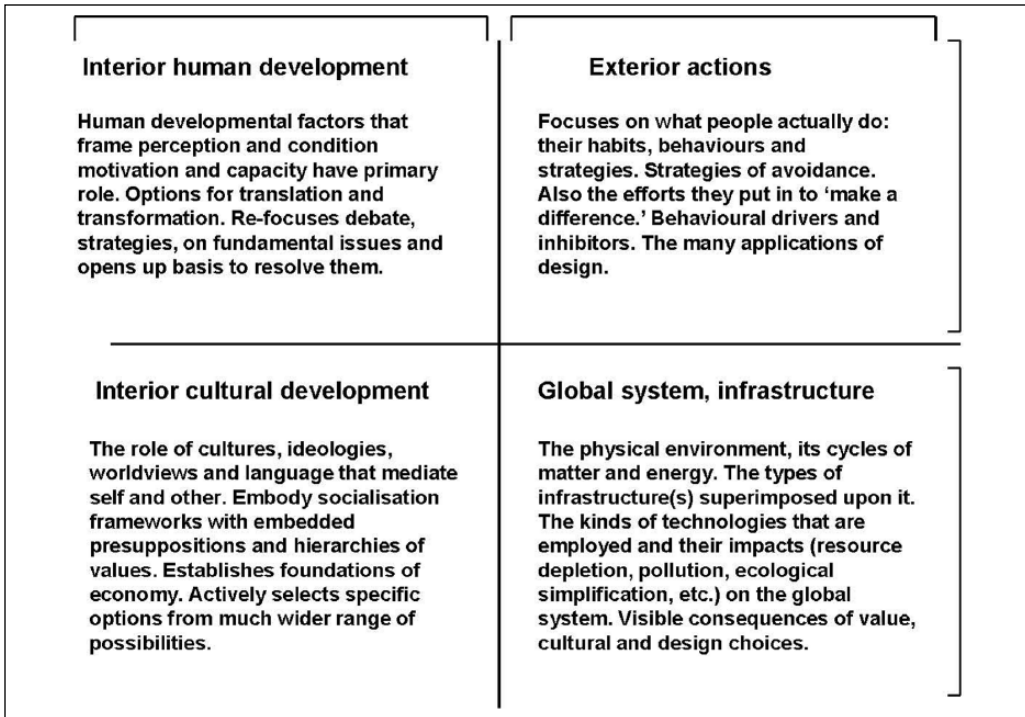 Interior human development
Human developmental factors that
frame perception and condition
motivation and capacity have primary
role. Options for translation and
transformation. Re-focuses debate,
strategies, on fundamental issues and
opens up basis to resolve them.
Exterior actions
Focuses on what people actually do:
their habits, behaviours and
strategies. Strategies of avoidance.
Also the efforts they put in to ‘make a
difference.’ Behavioural drivers and
inhibitors. The many applications of
design.
Interior cultural development
The role of cultures, ideologies,
worldviews and language that mediate
self and other. Embody socialisation
frameworks with embedded
presuppositions and hierarchies of
values. Establishes foundations of
economy. Actively selects specific
options from much wider range of
possibilities.
Global system, infrastructure
The physical environment, its cycles of
matter and energy. The types of
infrastructure(s) superimposed upon it.
The kinds of technologies that are
employed and their impacts (resource
depletion, pollution, ecological
simplification, etc.) on the global
system. Visible consequences of value,
cultural and design choices.